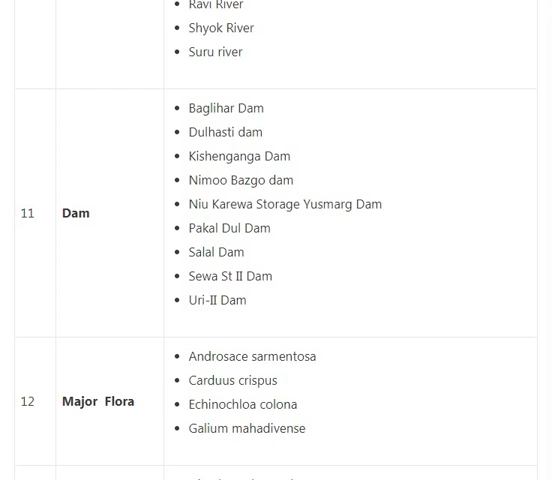 Ravi River
Shyok River
Suru river
11
Dam
Baglihar Dam
Dulhasti dam
Kishenganga Dam
Nimoo Bazgo dam
Niu Karewa Storage Yusmarg Dam
Pakal Dul Dam
Salal Dam
Sewa St II Dam
Uri-II Dam
12
Major Flora
Androsace sarmentosa
Carduus crispus
Echinochloa colona
Galium mahadivense